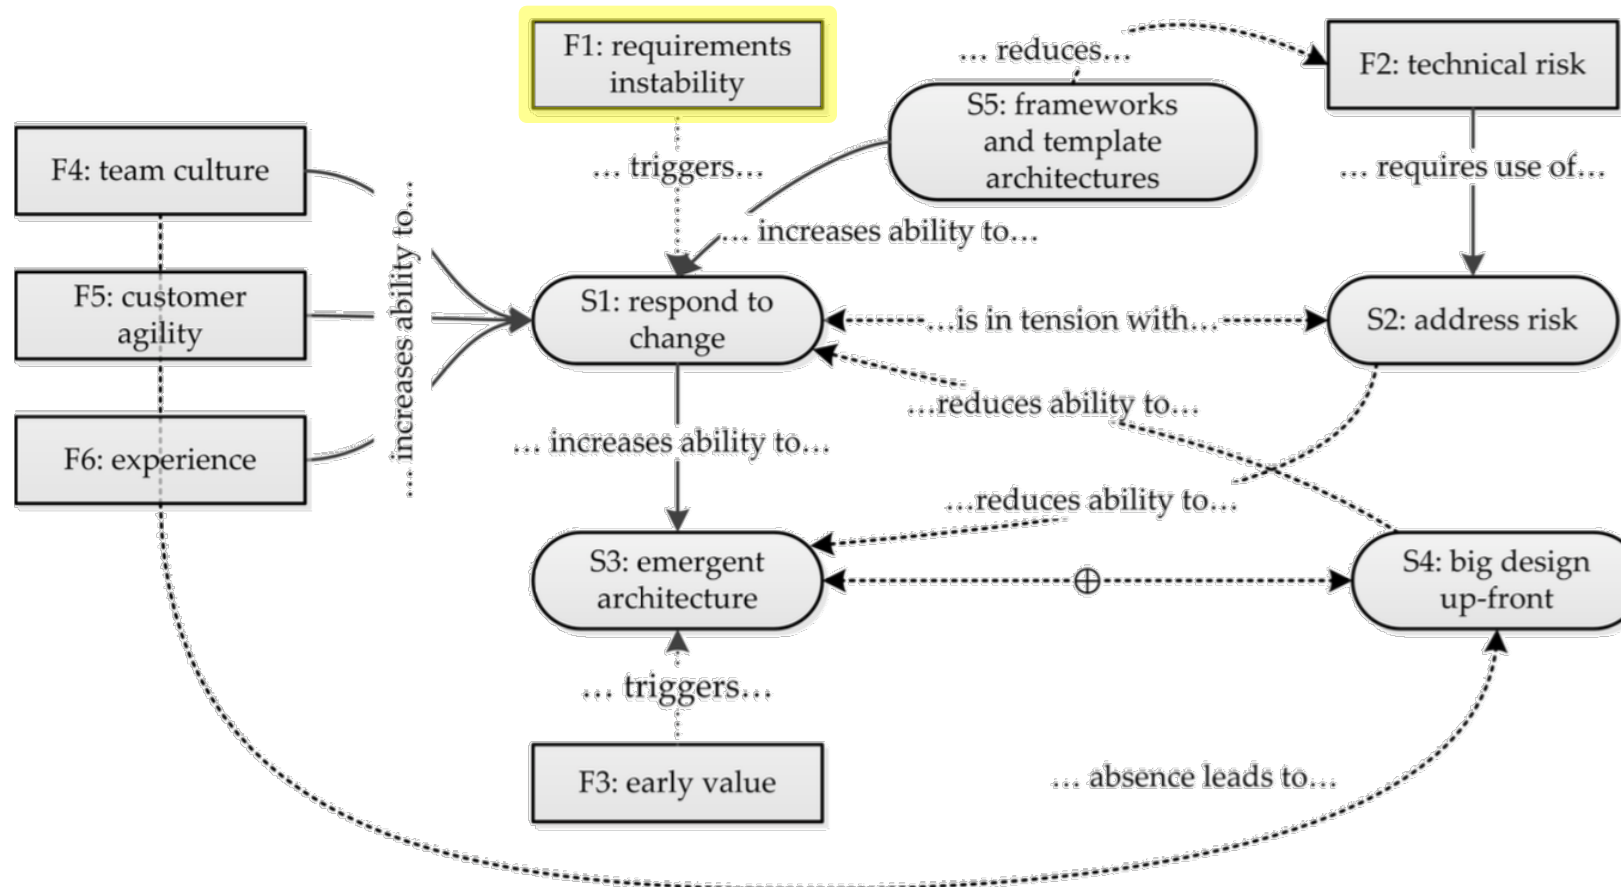 F1: requirements
instability
… reduces…
F2: technical risk
S5: frameworks
and template
architectures
F4: team culture
… triggers…
… requires use of…
… increases ability to…
… increases ability to…
F5: customer
agility
S1: respond to
change
…is in tension with…
S2: address risk
…reduces ability to…
F6: experience
… increases ability to…
…reduces ability to…
S3: emergent
architecture
S4: big design
up-front
… triggers…
F3: early value
… absence leads to…